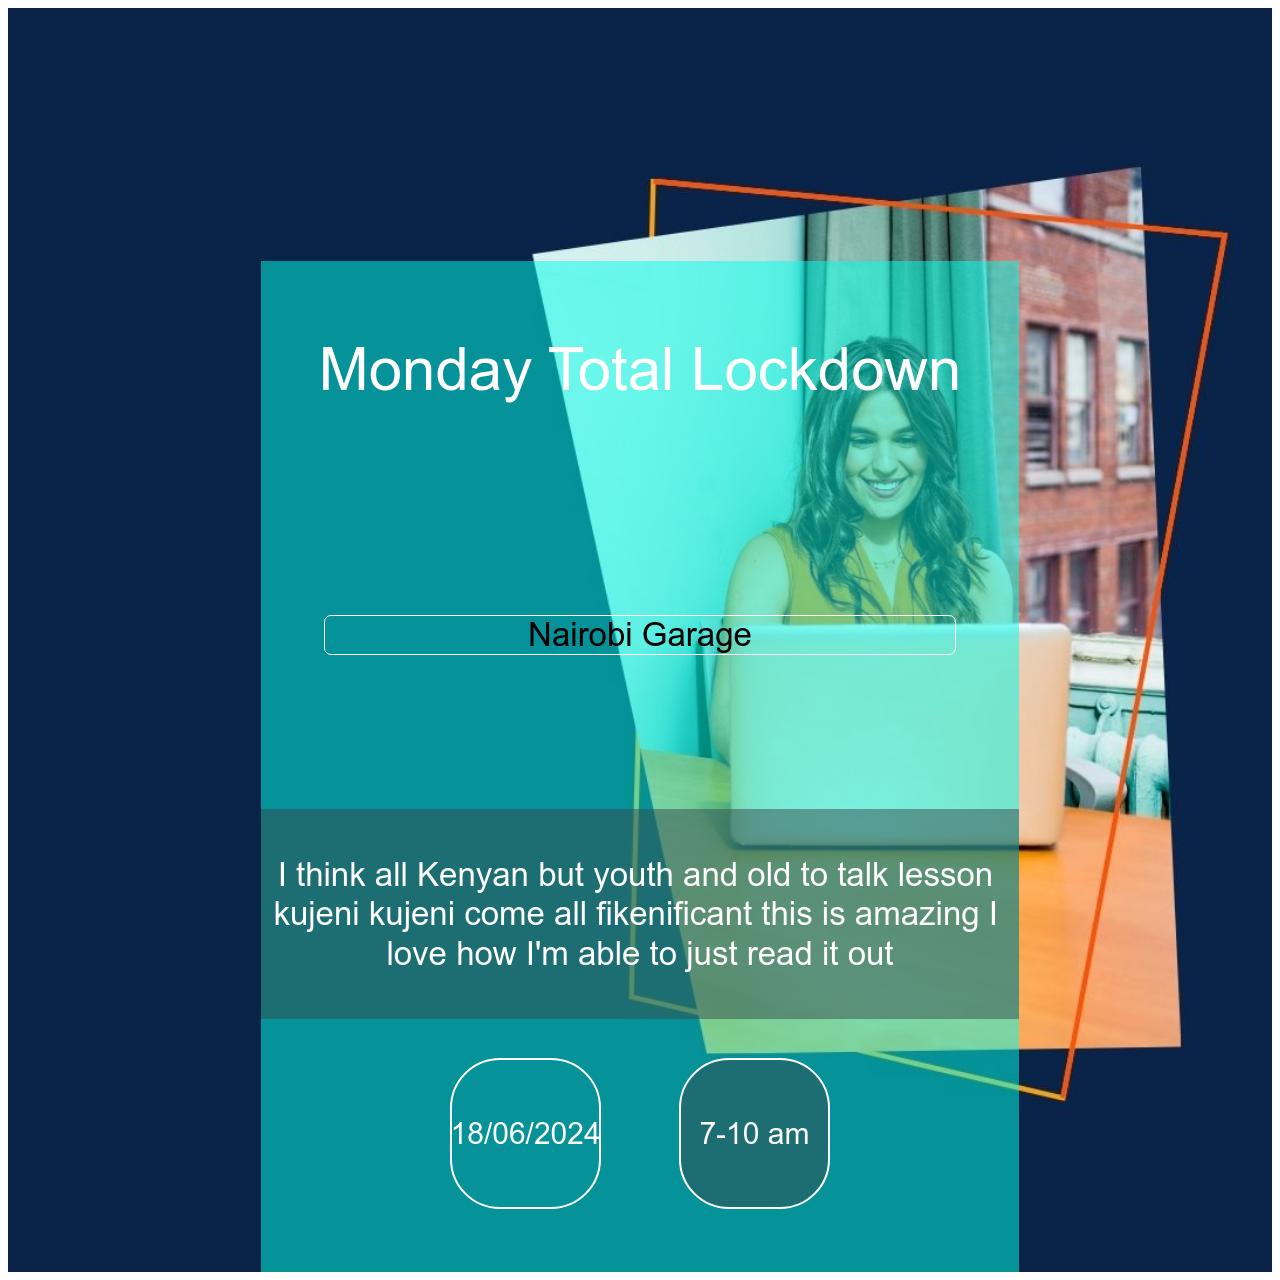 Monday Total Lockdown
Nairobi Garage
I think all Kenyan but youth and old to talk lesson
kujeni kujeni come all fikenificant this is amazing I
love how I'm able to just read it out
18/06/2024
7-10 am